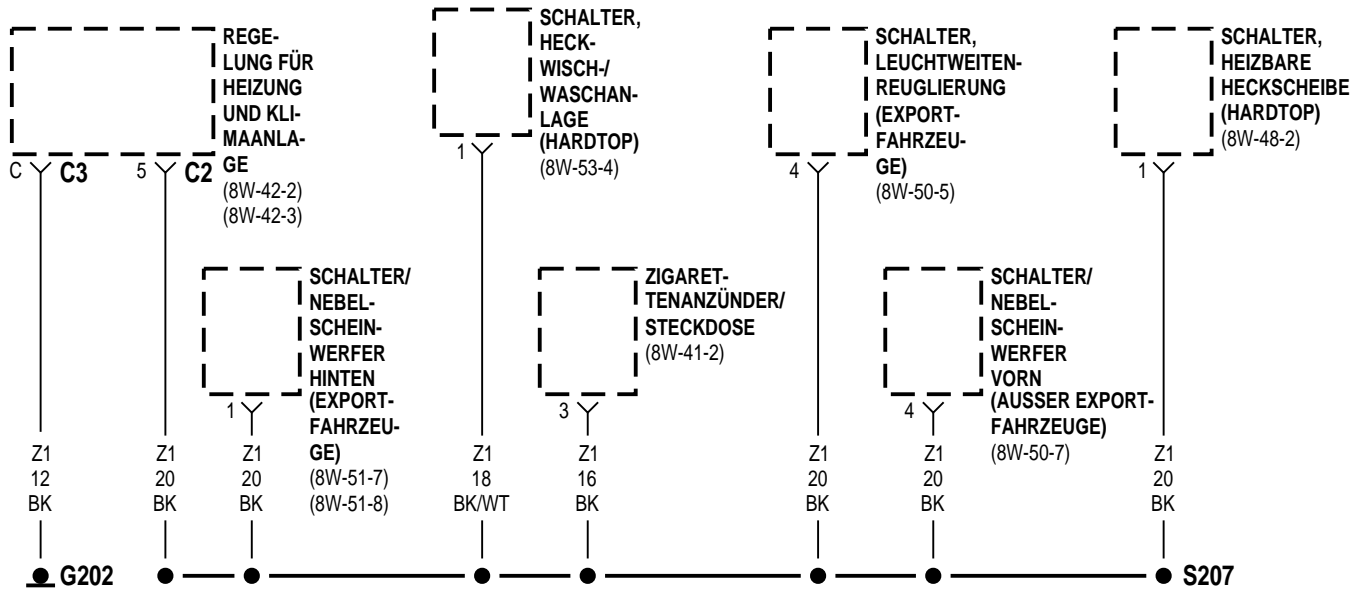 REGE-
LUNG FÜR
HEIZUNG
UND KLI-
MAANLA-
GE
(8W-42-2)
(8W-42-3)
C
C3
5
C2
SCHALTER,
HECK-
WISCH-/
WASCHAN-
LAGE
(HARDTOP)
(8W-53-4)
1
SCHALTER,
LEUCHTWEITEN-
REUGLIERUNG
(EXPORT-
FAHRZEU-
GE)
(8W-50-5)
4
SCHALTER,
HEIZBARE
HECKSCHEIBE
(HARDTOP)
(8W-48-2)
1
SCHALTER/
NEBEL-
SCHEIN-
WERFER
HINTEN
(EXPORT-
FAHRZEU-
GE)
(8W-51-7)
(8W-51-8)
1
ZIGARET-
TENANZÜNDER/
STECKDOSE
(8W-41-2)
3
SCHALTER/
NEBEL-
SCHEIN-
WERFER
VORN
(AUSSER EXPORT-
FAHRZEUGE)
(8W-50-7)
4
Z1
12
BK
Z1
20
BK
Z1
20
BK
Z1
18
BK/WT
Z1
16
BK
Z1
20
BK
Z1
20
BK
Z1
20
BK
G202
S207